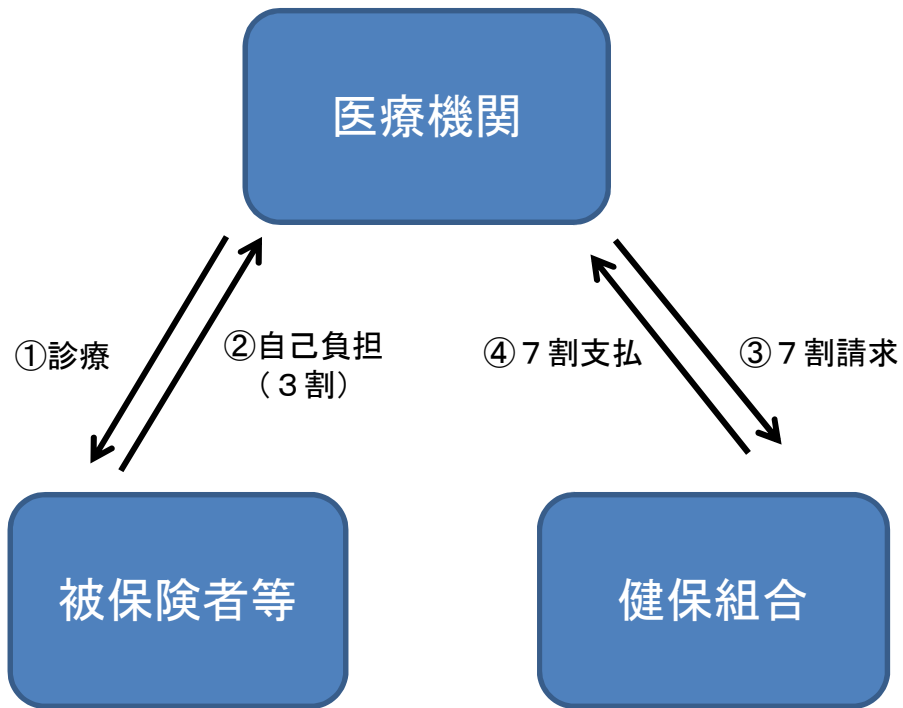 医療機関
①診療
②自己負担
（３割）
④７割支払
③７割請求
被保険者等
健保組合